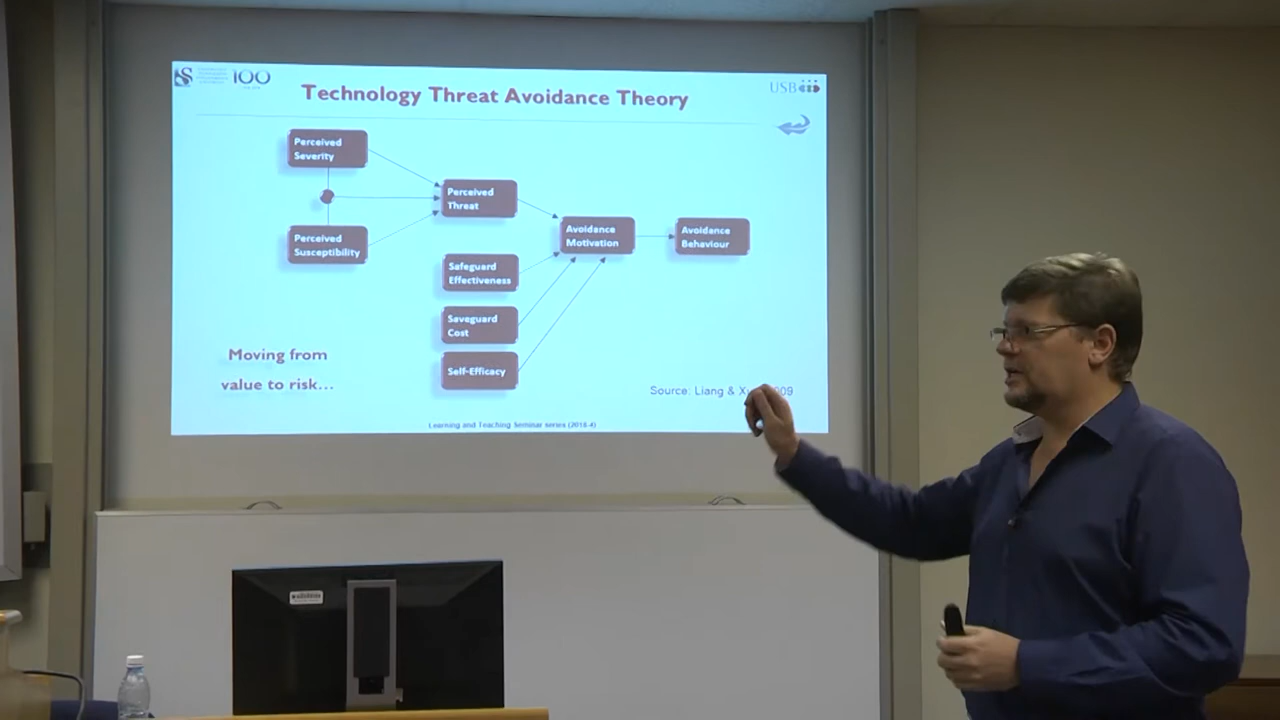 100
USB
Technology Threat Avoidance Theory
Perceived
Severity
Perceived
Threat
Perceived
Susceptibility
Avoidance
Motivation
Avoidance
Behaviour
Safeguard
Effectiveness
Saveguard
Cost
Self-Efficacy
Moving from
value to risk...
Source: Liang & 009
Learning and Teaching Seminar series (2018-4)